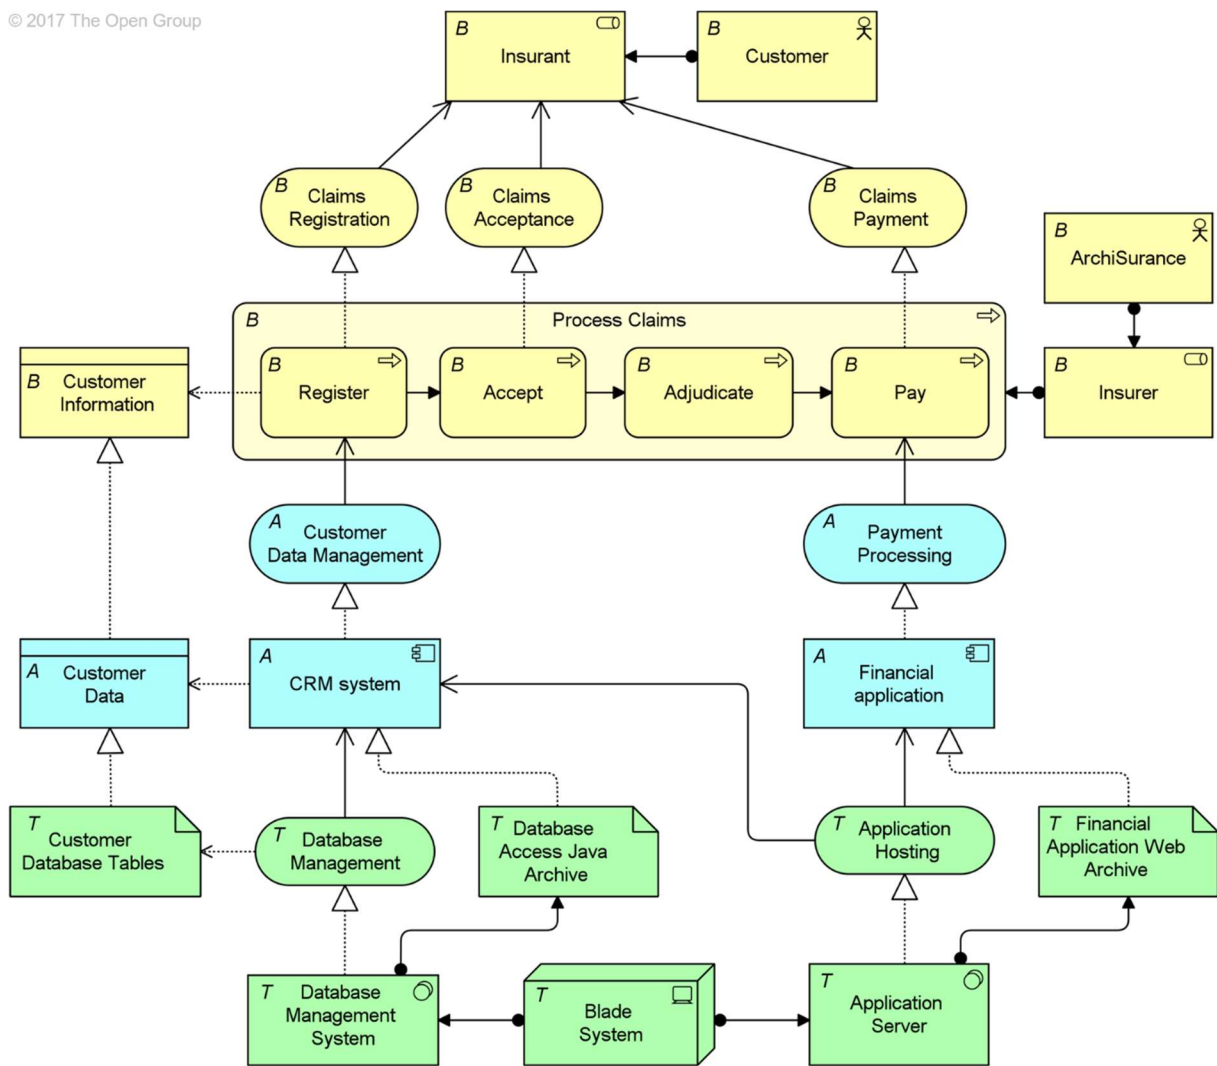 © 2017 The Open Group
B
Insurant
B
Customer
B
Claims
Registration
B
Claims
Acceptance
B
Claims
Payment
B
ArchiSurance
B
Process Claims
B
Customer
Information
B
Register
B
Accept
B
Adjudicate
B
Pay
B
Insurer
A
Customer
Data Management
A
Payment
Processing
A
Customer
Data
A
CRM system
A
Financial
application
T
Customer
Database Tables
T
Database
Management
T
Database
Access Java
Archive
T
Application
Hosting
T
Financial
Application Web
Archive
T
Database
Management
System
T
Blade
System
T
Application
Server